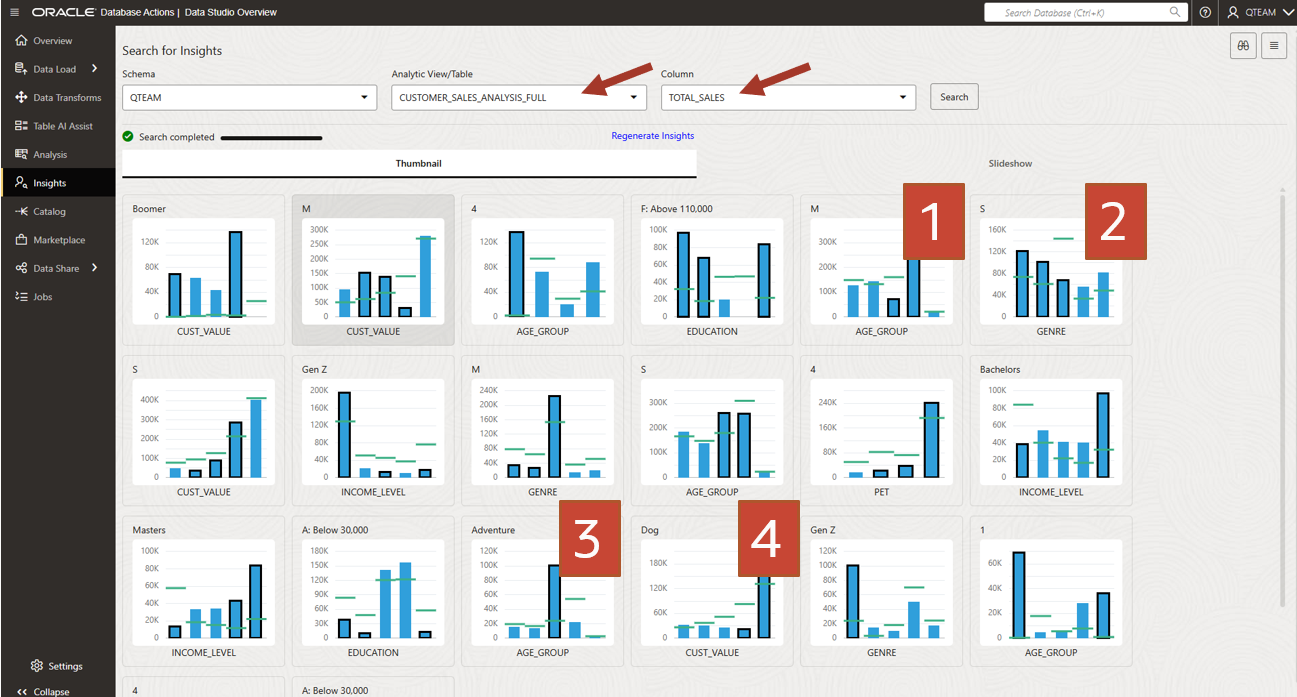 ORACLE Database Actions | Data Studio Overview
Search Database (Ctrl+K)
QTEAM
Overview
Data Load
Data Transforms
Table AI Assist
Analysis
Insights
Catalog
Marketplace
Data Share
Jobs
Settings
Collapse
Search for Insights
Schema Analytic View/Table Column
QTEAM CUSTOMER_SALES_ANALYSIS_FULL TOTAL_SALES Search
Search completed Regenerate Insights
Thumbnail Slideshow
Boomer
120K
80K
40K
0
CUST_VALUE
M
300K
250K
200K
150K
100K
50K
0
CUST_VALUE
4
120K
80K
40K
0
AGE_GROUP
F: Above 110,000
100K
80K
60K
40K
20K
0
EDUCATION
M
1
300K
200K
100K
0
AGE_GROUP
S
2
160K
120K
80K
40K
0
GENRE
S
400K
300K
200K
100K
0
CUST_VALUE
Gen Z
200K
160K
120K
80K
40K
0
INCOME_LEVEL
M
240K
200K
160K
120K
80K
40K
0
GENRE
S
300K
200K
100K
0
AGE_GROUP
4
240K
160K
80K
0
PET
Bachelors
100K
80K
60K
40K
20K
0
INCOME_LEVEL
Masters
100K
80K
60K
40K
20K
0
INCOME_LEVEL
A: Below 30,000
180K
150K
120K
90K
60K
30K
0
EDUCATION
Adventure
3
120K
100K
80K
60K
40K
20K
0
AGE_GROUP
Dog
4
180K
120K
60K
0
CUST_VALUE
Gen Z
120K
100K
80K
60K
40K
20K
0
GENRE
1
60K
40K
20K
0
AGE_GROUP
4
A: Below 30,000